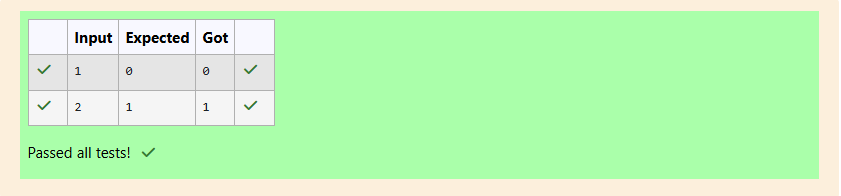 Input Expected Got
1 0 0
2 1 1
Passed all tests!